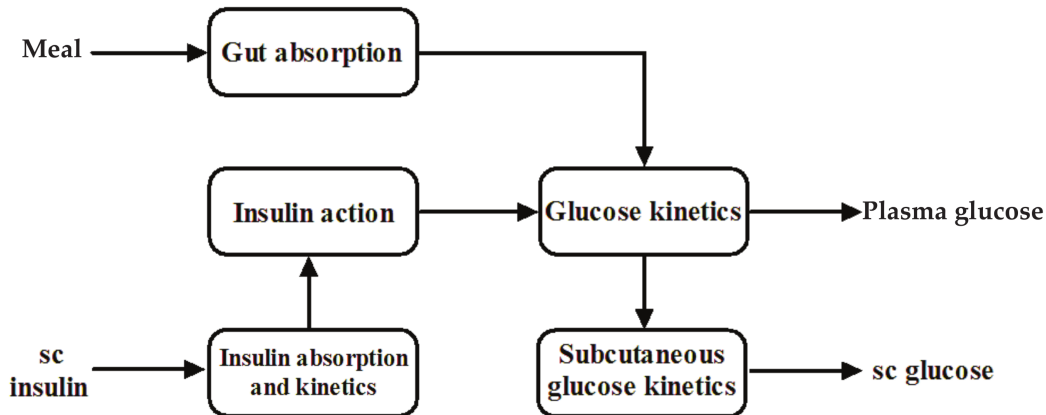 Meal
Gut absorption
Insulin action
Glucose kinetics
Plasma glucose
sc
insulin
Insulin absorption
and kinetics
Subcutaneous
glucose kinetics
sc glucose